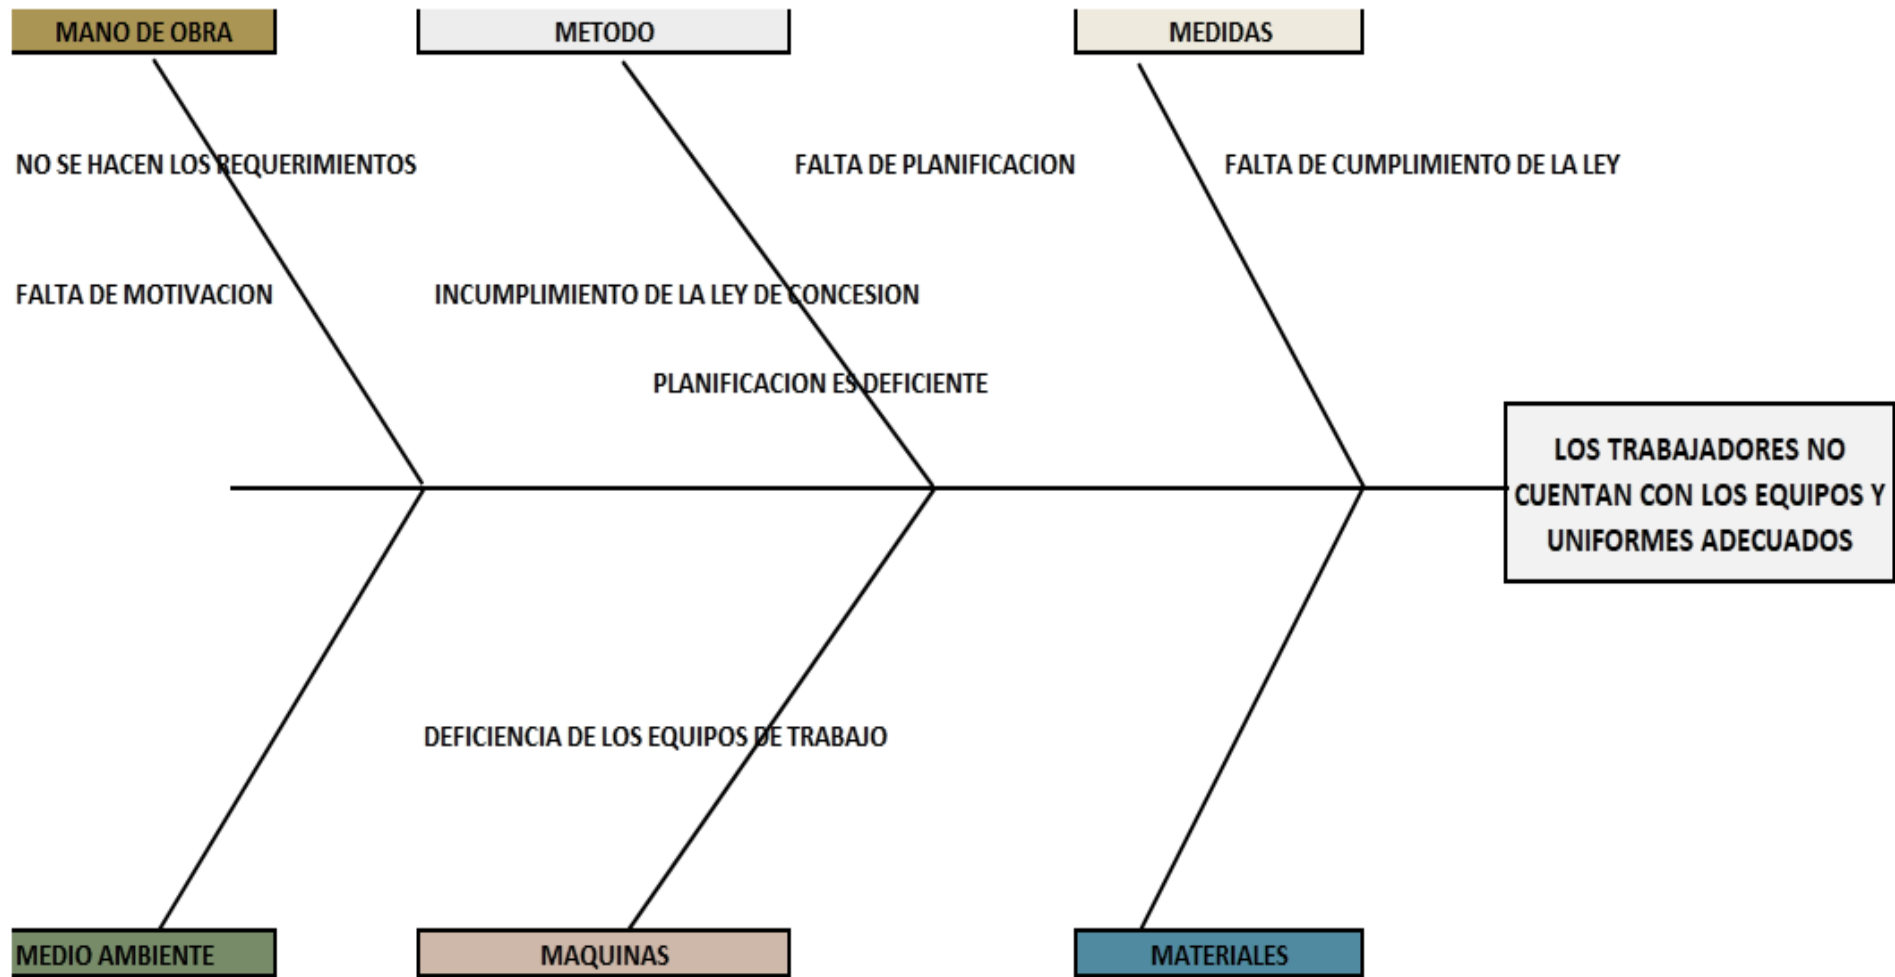 MANO DE OBRA
METODO
MEDIDAS
NO SE HACEN LOS REQUERIMIENTOS
FALTA DE PLANIFICACION
FALTA DE CUMPLIMIENTO DE LA LEY
FALTA DE MOTIVACION
INCUMPLIMIENTO DE LA LEY DE CONCESION
PLANIFICACION ES DEFICIENTE
LOS TRABAJADORES NO
CUENTAN CON LOS EQUIPOS Y
UNIFORMES ADECUADOS
DEFICIENCIA DE LOS EQUIPOS DE TRABAJO
MEDIO AMBIENTE
MAQUINAS
MATERIALES